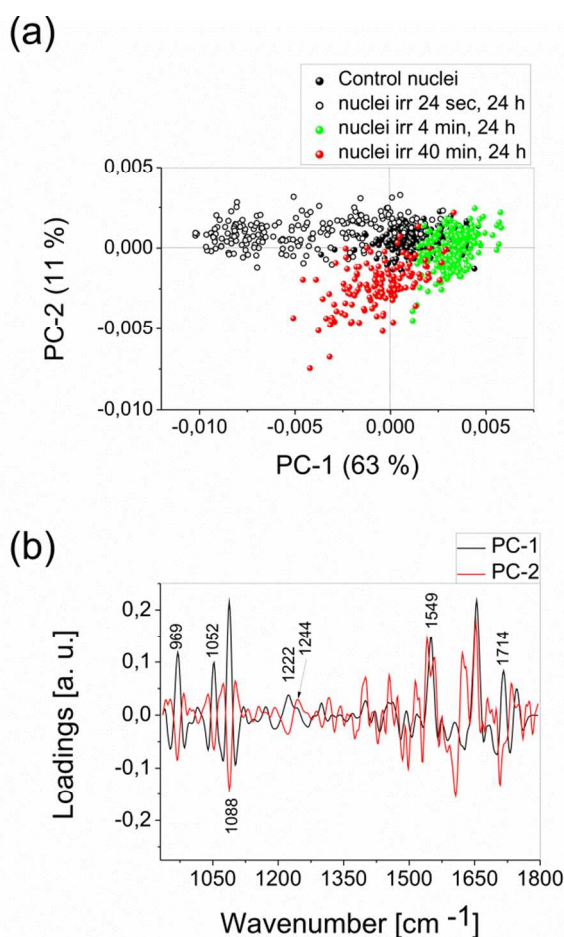 (a)
Control nuclei
nuclei irr 24 sec, 24 h
nuclei irr 4 min, 24 h
nuclei irr 40 min, 24 h
0,005
0,000
-0,005
-0,010
PC-2 (11 %)
-0,010 -0,005 0,000 0,005
PC-1 (63 %)
(b)
PC-1
PC-2
0,2
0,1
0,0
-0,1
-0,2
Loadings [a. u.]
969
1052
1088
1222
1244
1549
1714
1050 1200 1350 1500 1650 1800
Wavenumber [cm -1]